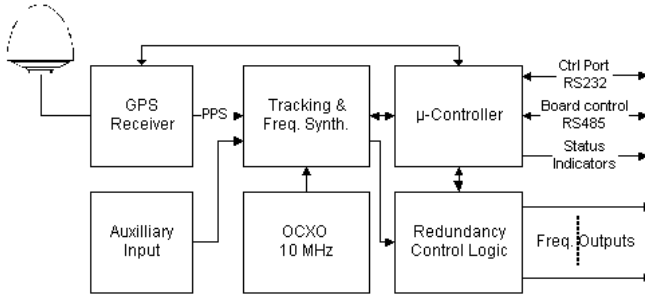 GPS
Receiver
PPS
Tracking &
Freq. Synth.
µ-Controller
Ctrl Port
RS232
Board control
RS485
Status
Indicators
Auxilliary
Input
OCXO
10 MHz
Redundancy
Control Logic
Freq. Outputs